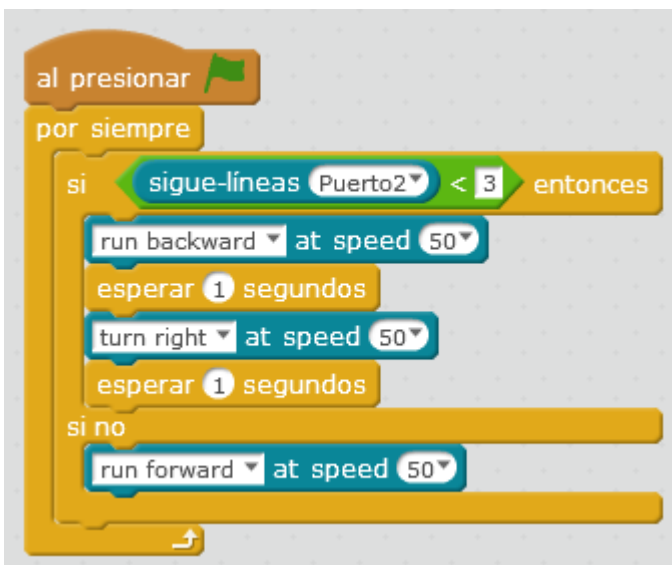 al presionar
por siempre
si sigue-líneas Puerto2 < 3 entonces
run backward at speed 50
esperar 1 segundos
turn right at speed 50
esperar 1 segundos
si no
run forward at speed 50